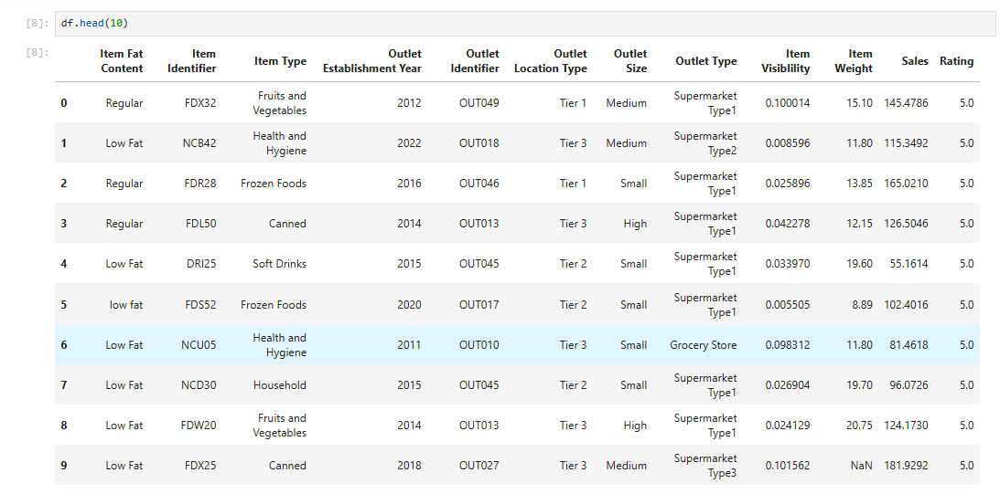 [8]: df.head(10)
[8]:
Item Fat Content Item Identifier Item Type Outlet Establishment Year Outlet Identifier Outlet Location Type Outlet Size Outlet Type Item Visiblility Item Weight Sales Rating
0 Regular FDX32 Fruits and Vegetables 2012 OUT049 Tier 1 Medium Supermarket Type1 0.100014 15.10 145.4786 5.0
1 Low Fat NCB42 Health and Hygiene 2022 OUT018 Tier 3 Medium Supermarket Type2 0.008596 11.80 115.3492 5.0
2 Regular FDR28 Frozen Foods 2016 OUT046 Tier 1 Small Supermarket Type1 0.025896 13.85 165.0210 5.0
3 Regular FDL50 Canned 2014 OUT013 Tier 3 High Supermarket Type1 0.042278 12.15 126.5046 5.0
4 Low Fat DRI25 Soft Drinks 2015 OUT045 Tier 2 Small Supermarket Type1 0.033970 19.60 55.1614 5.0
5 low fat FDS52 Frozen Foods 2020 OUT017 Tier 2 Small Supermarket Type1 0.005505 8.89 102.4016 5.0
6 Low Fat NCU05 Health and Hygiene 2011 OUT010 Tier 3 Small Grocery Store 0.098312 11.80 81.4618 5.0
7 Low Fat NCD30 Household 2015 OUT045 Tier 2 Small Supermarket Type1 0.026904 19.70 96.0726 5.0
8 Low Fat FDW20 Fruits and Vegetables 2014 OUT013 Tier 3 High Supermarket Type1 0.024129 20.75 124.1730 5.0
9 Low Fat FDX25 Canned 2018 OUT027 Tier 3 Medium Supermarket Type3 0.101562 NaN 181.9292 5.0